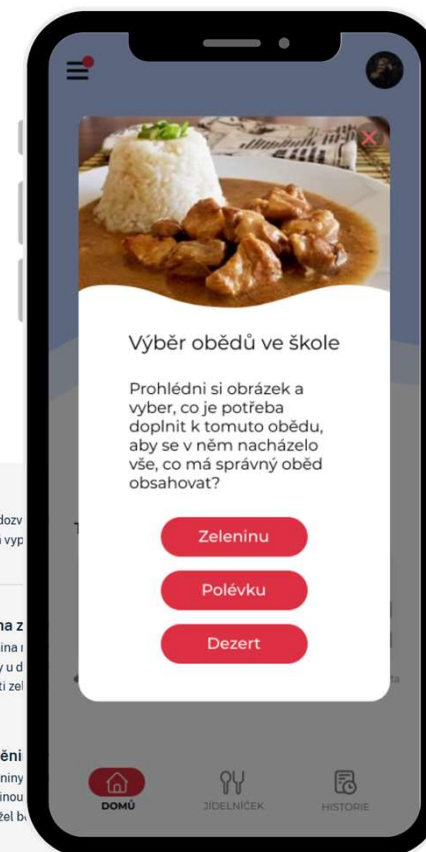 Výběr obědů ve škole
Prohlédni si obrázek a
vyber, co je potřeba
doplnit k tomuto obědu,
aby se v něm nacházelo
vše, co má správný oběd
obsahovat?
Zeleninu
Polévku
Dezert
DOMŮ
JÍDELNÍČEK
HISTORIE